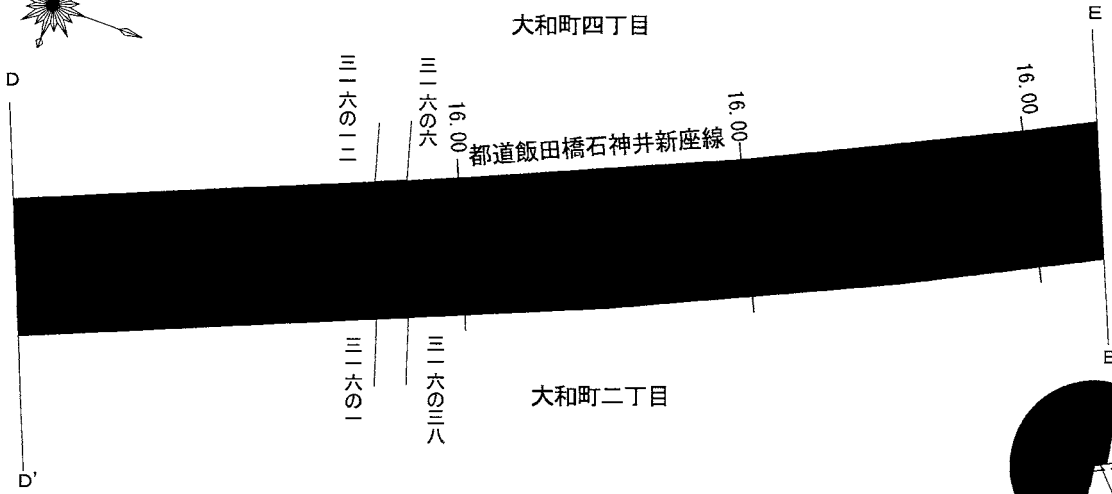 大和町四丁目
E
D
三一六の一二
三一六の六
16.00
都道飯田橋石神井新座線
16.00
16.00
三一六の一
三一六の三八
大和町二丁目
D'